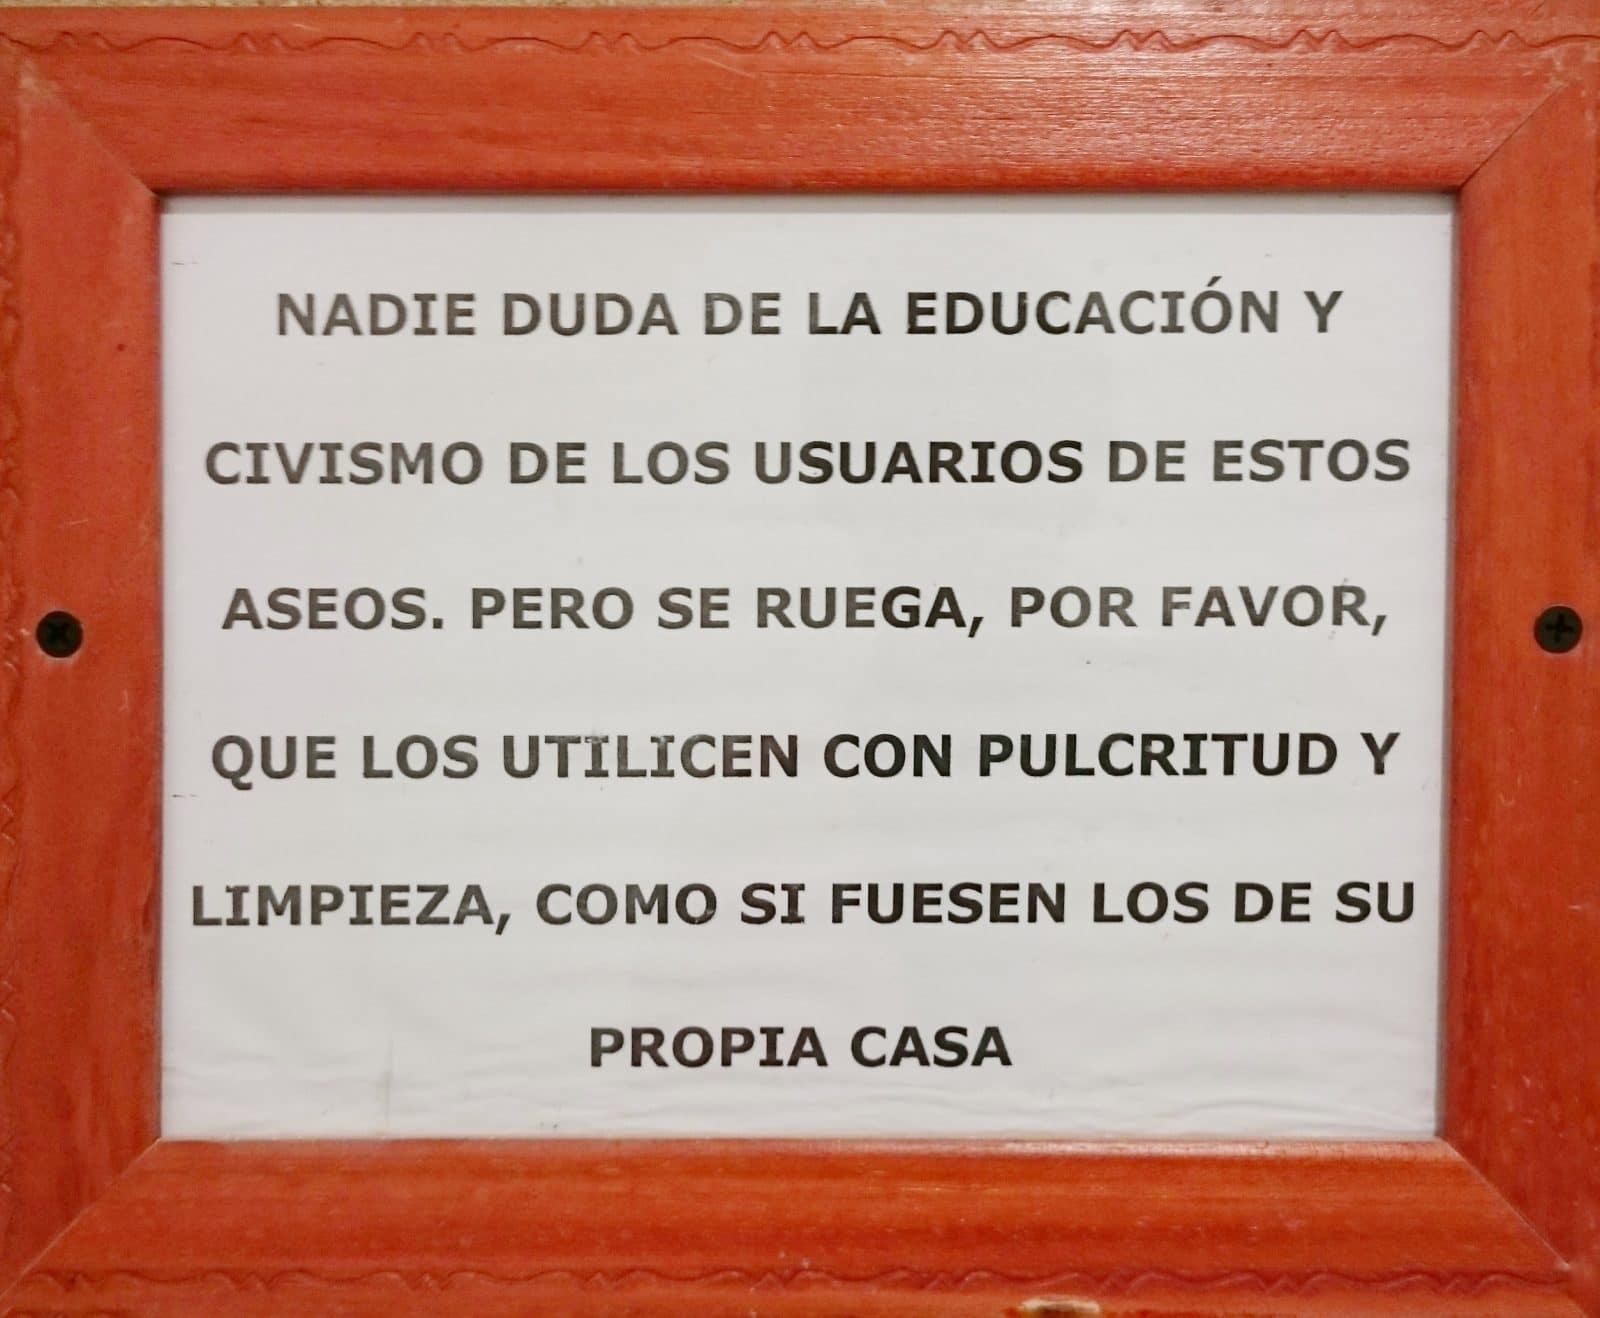 NADIE DUDA DE LA EDUCACIÓN Y
CIVISMO DE LOS USUARIOS DE ESTOS
ASEOS. PERO SE RUEGA, POR FAVOR,
QUE LOS UTILICEN CON PULCRITUD Y
LIMPIEZA, COMO SI FUESEN LOS DE SU
PROPIA CASA